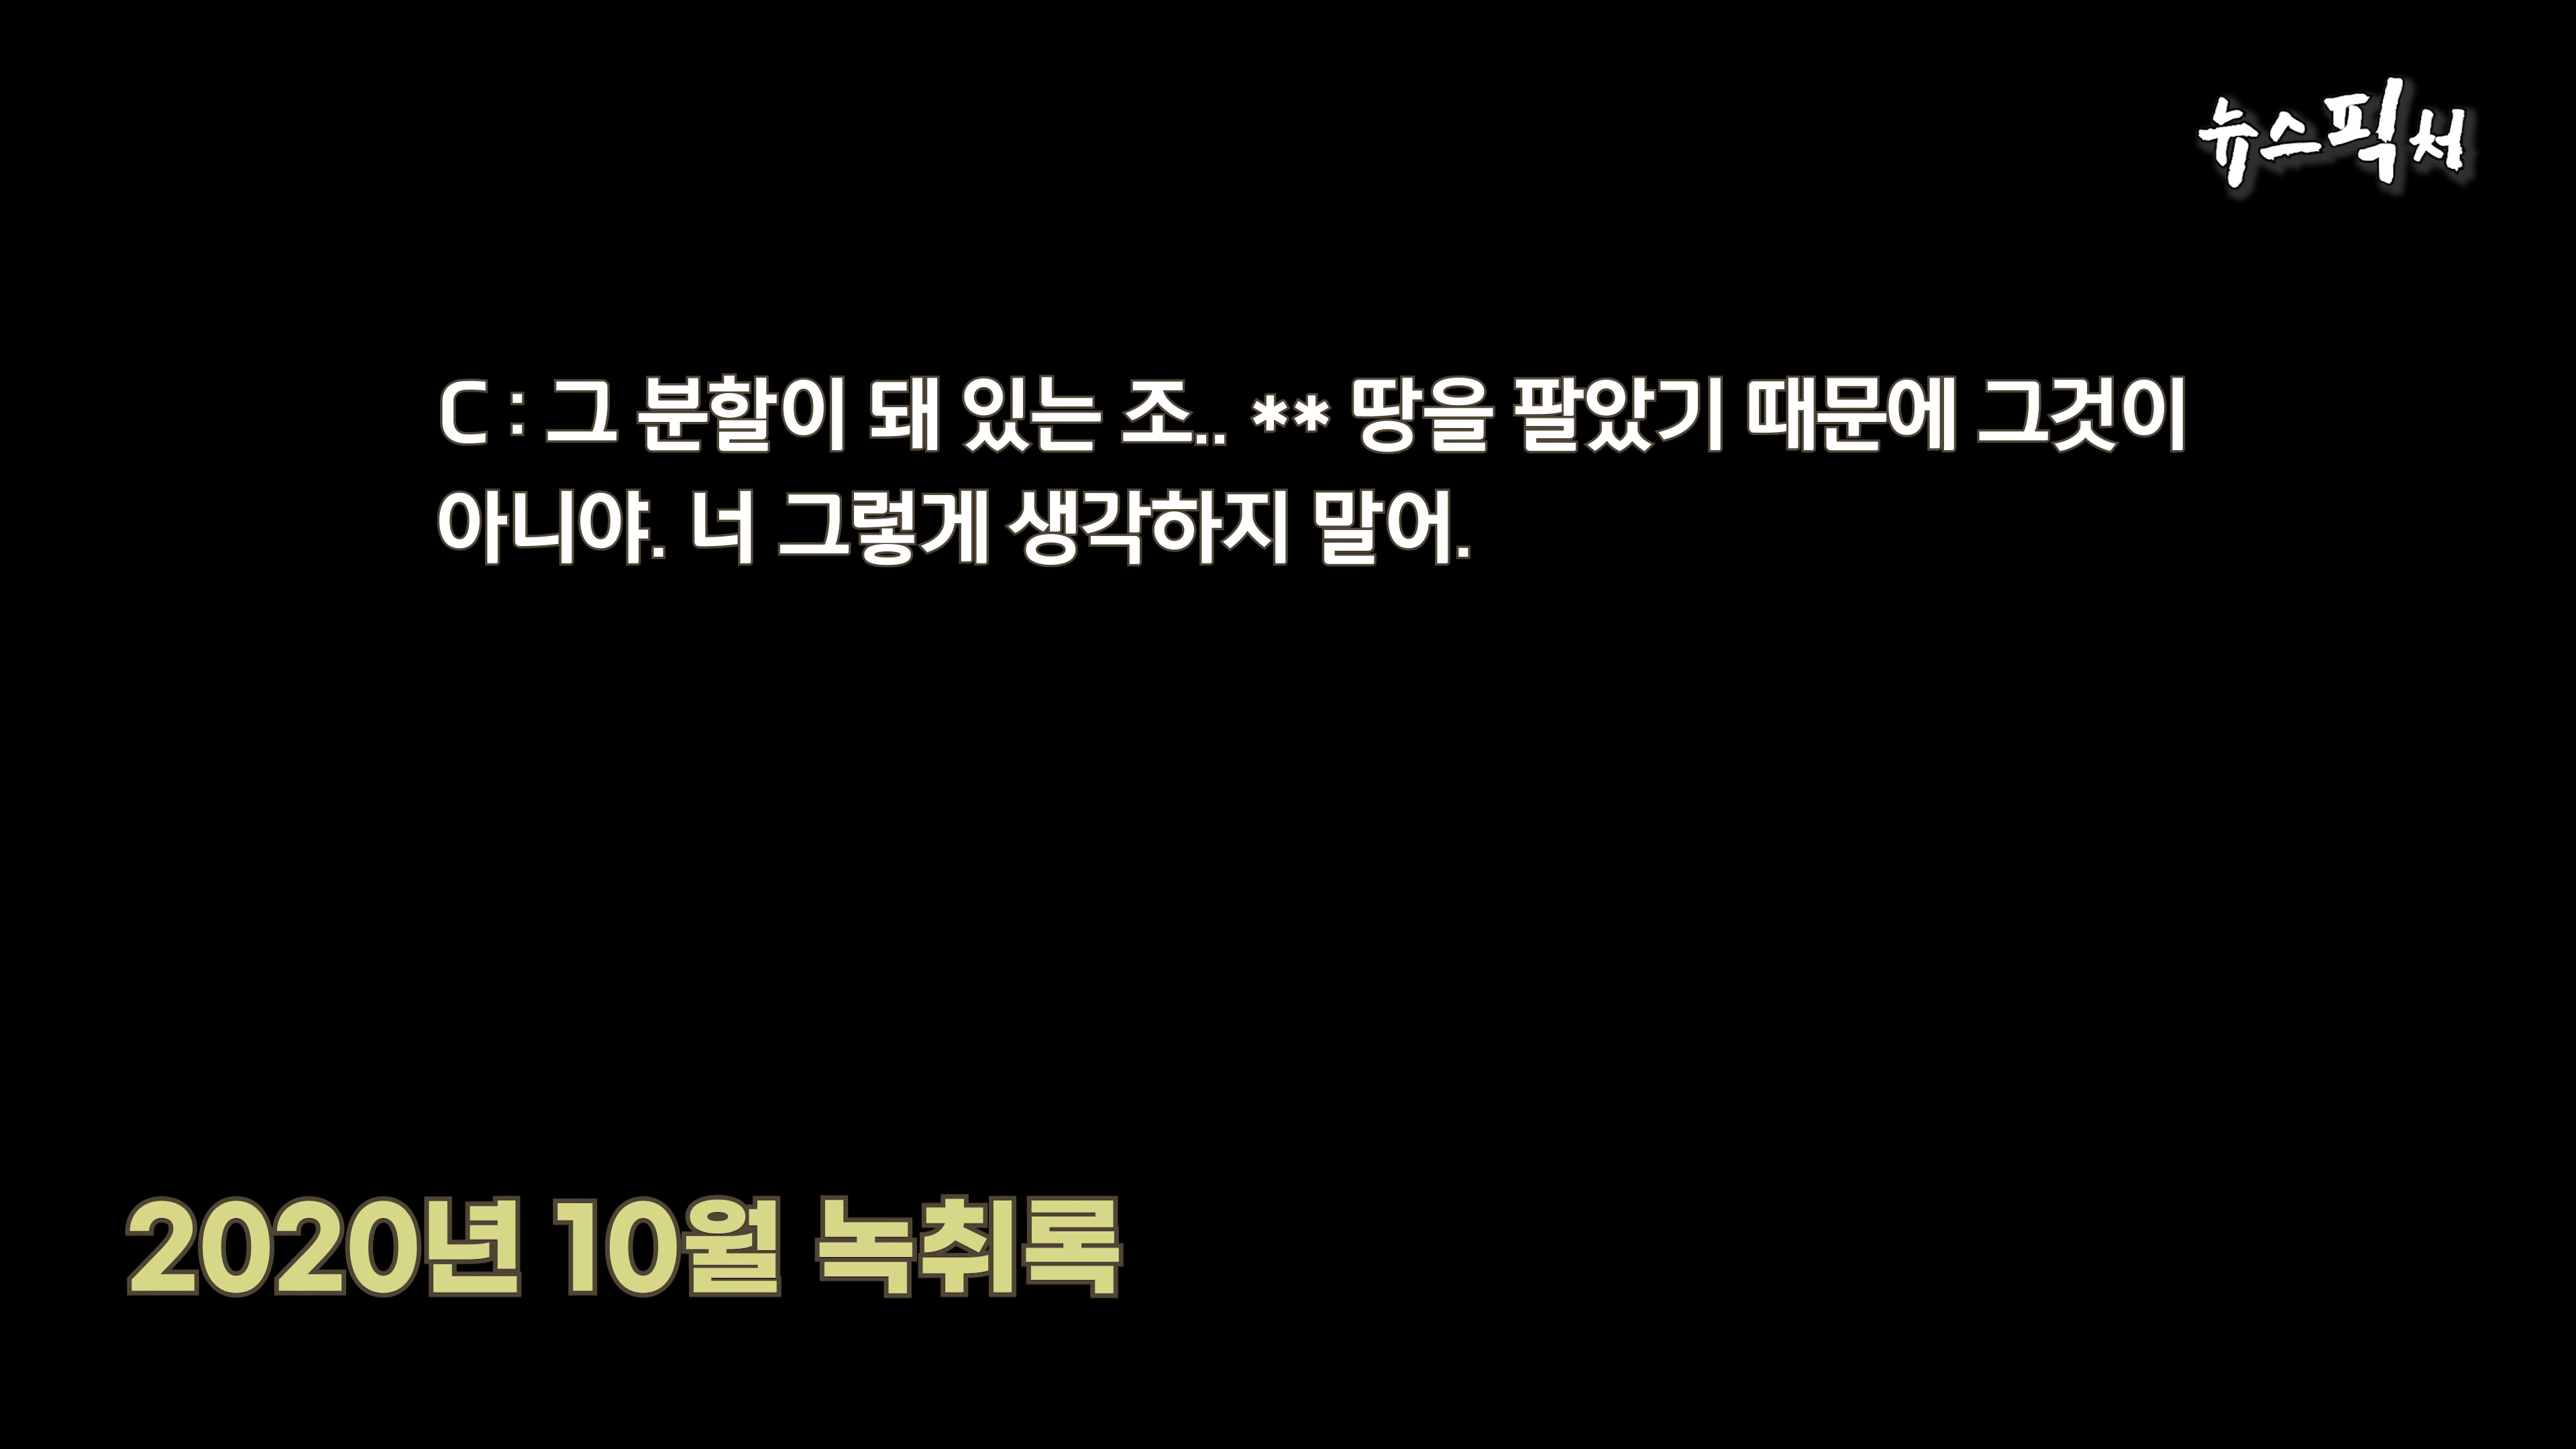 뉴스픽처
C : 그 분할이 돼 있는 조.. ** 땅을 팔았기 때문에 그것이
아니야. 너 그렇게 생각하지 말어.
2020년 10월 녹취록